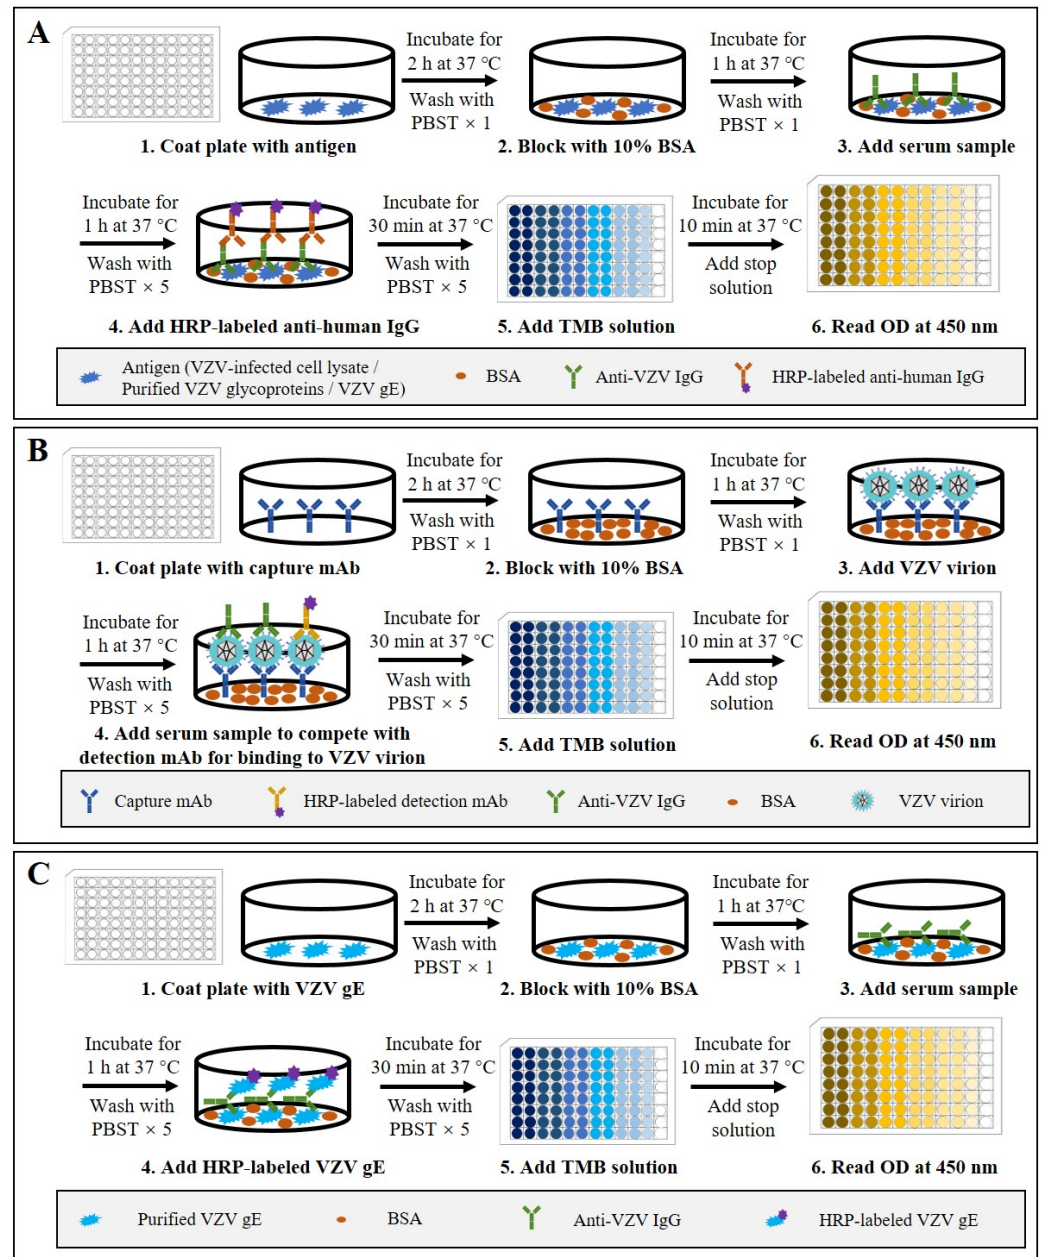 A
Incubate for
2 h at 37 °C
Wash with
PBST × 1
Incubate for
1 h at 37 °C
Wash with
PBST × 1
1. Coat plate with antigen
2. Block with 10% BSA
3. Add serum sample
Incubate for
1 h at 37 °C
Wash with
PBST × 5
Incubate for
30 min at 37 °C
Wash with
PBST × 5
Incubate for
10 min at 37 °C
Add stop
solution
4. Add HRP-labeled anti-human IgG
5. Add TMB solution
6. Read OD at 450 nm
Antigen (VZV-infected cell lysate /
Purified VZV glycoproteins / VZV gE)
BSA
Anti-VZV IgG
HRP-labeled anti-human IgG
B
Incubate for
2 h at 37 °C
Wash with
PBST × 1
Incubate for
1 h at 37 °C
Wash with
PBST × 1
1. Coat plate with capture mAb
2. Block with 10% BSA
3. Add VZV virion
Incubate for
1 h at 37 °C
Wash with
PBST × 5
Incubate for
30 min at 37 °C
Wash with
PBST × 5
Incubate for
10 min at 37 °C
Add stop
solution
4. Add serum sample to compete with
detection mAb for binding to VZV virion
5. Add TMB solution
6. Read OD at 450 nm
Capture mAb
HRP-labeled detection mAb
Anti-VZV IgG
BSA
VZV virion
C
Incubate for
2 h at 37 °C
Wash with
PBST × 1
Incubate for
1 h at 37°C
Wash with
PBST × 1
1. Coat plate with VZV gE
2. Block with 10% BSA
3. Add serum sample
Incubate for
1 h at 37 °C
Wash with
PBST × 5
Incubate for
30 min at 37 °C
Wash with
PBST × 5
Incubate for
10 min at 37 °C
Add stop
solution
4. Add HRP-labeled VZV gE
5. Add TMB solution
6. Read OD at 450 nm
Purified VZV gE
BSA
Anti-VZV IgG
HRP-labeled VZV gE